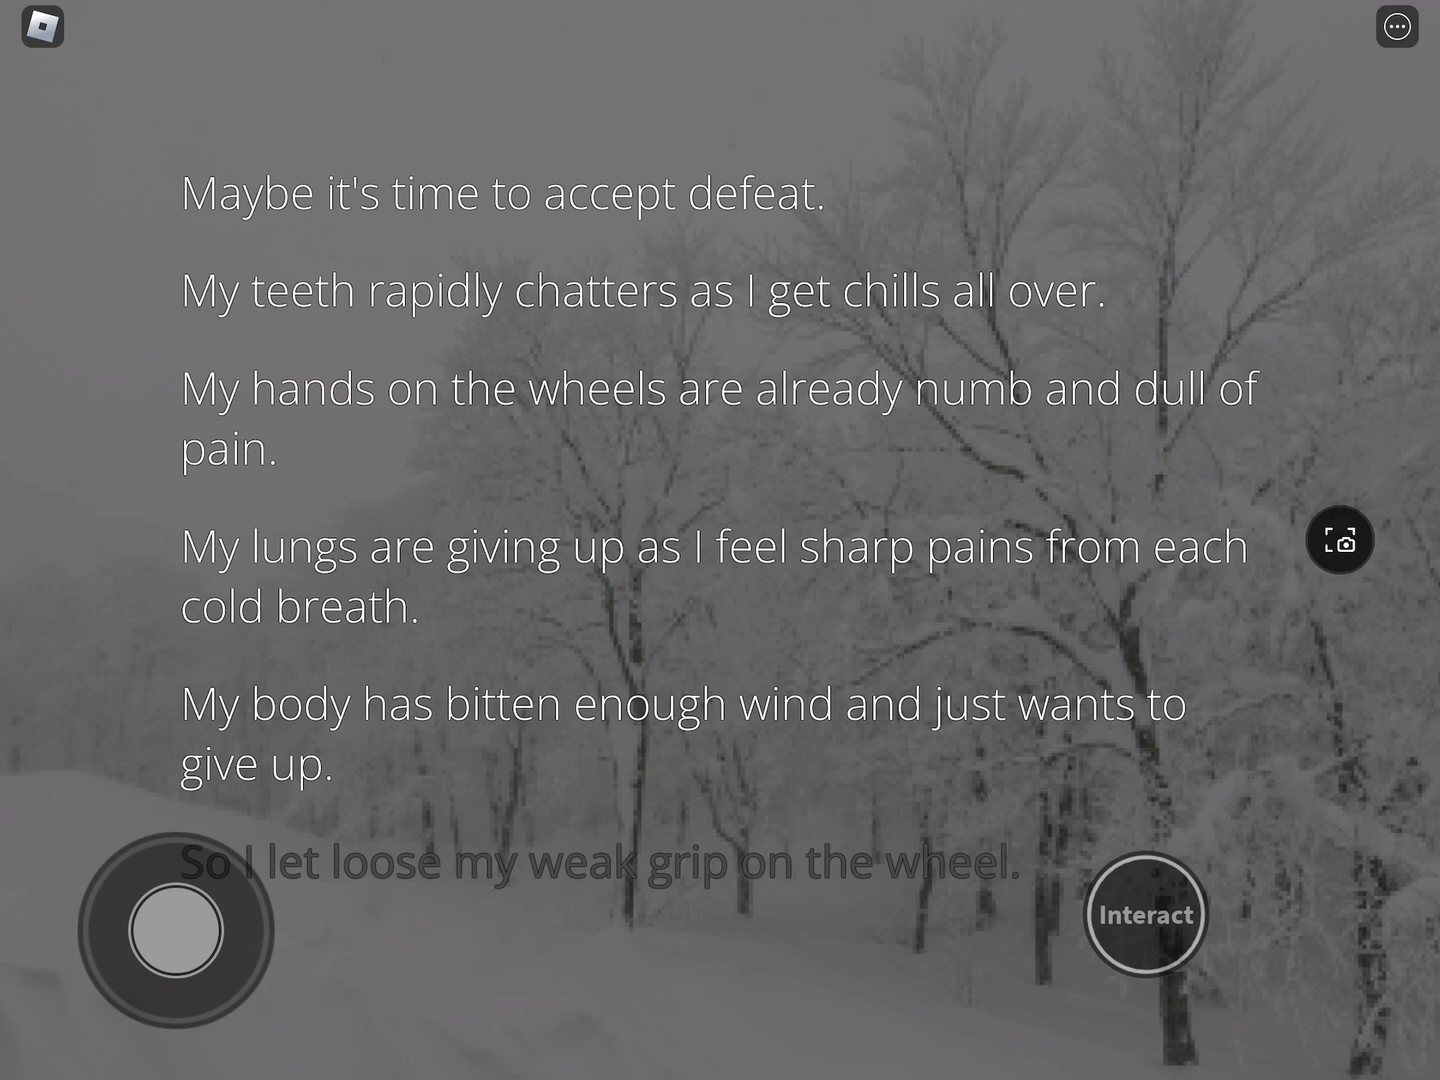 Maybe it's time to accept defeat.
My teeth rapidly chatters as I get chills all over.
My hands on the wheels are already numb and dull of
pain.
My lungs are giving up as I feel sharp pains from each
cold breath.
My body has bitten enough wind and just wants to
give up.
So I let loose my weak grip on the wheel.
Interact